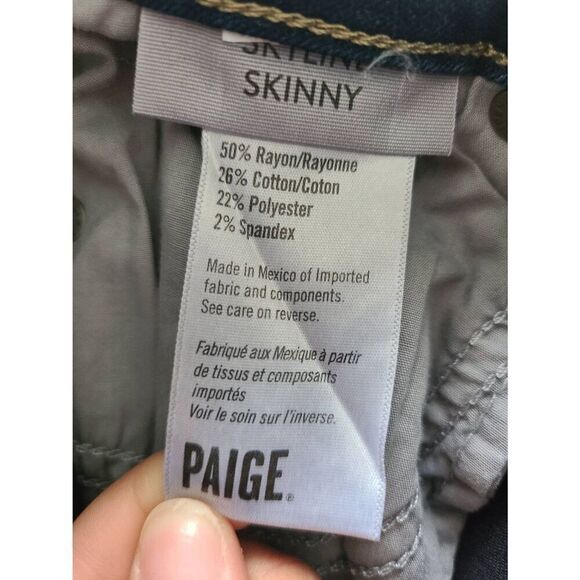 SKYLINE
SKINNY
50% Rayon/Rayonne
26% Cotton/Coton
22% Polyester
2% Spandex
Made in Mexico of Imported
fabric and components.
See care on reverse.
Fabriqué aux Mexique à partir
de tissus et composants
importés
Voir le soin sur l'inverse.
PAIGE®